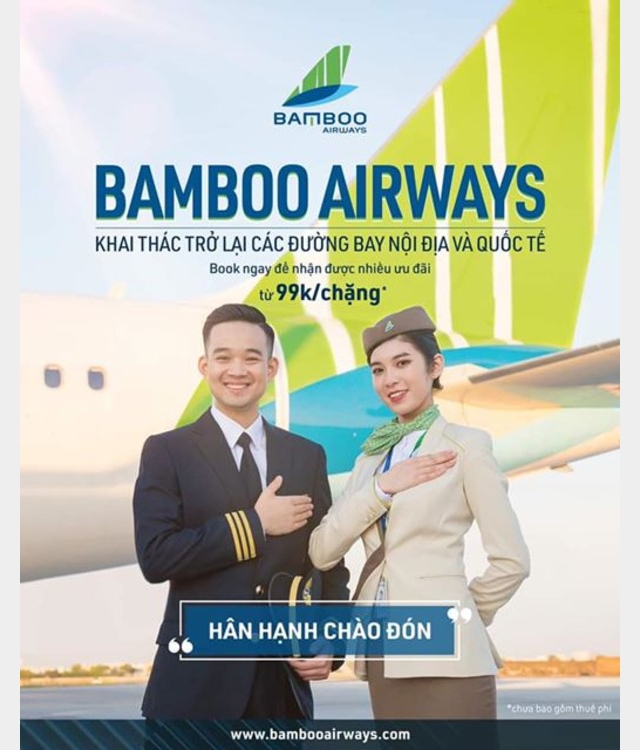 BAMBOO
AIRWAYS
BAMBOO AIRWAYS
KHAI THÁC TRỞ LẠI CÁC ĐƯỜNG BAY NỘI ĐỊA VÀ QUỐC TẾ
Book ngay để nhận được nhiều ưu đãi
từ 99k/chặng*
HÂN HẠNH CHÀO ĐÓN
*chưa bao gồm thuế phí
www.bambooairways.com